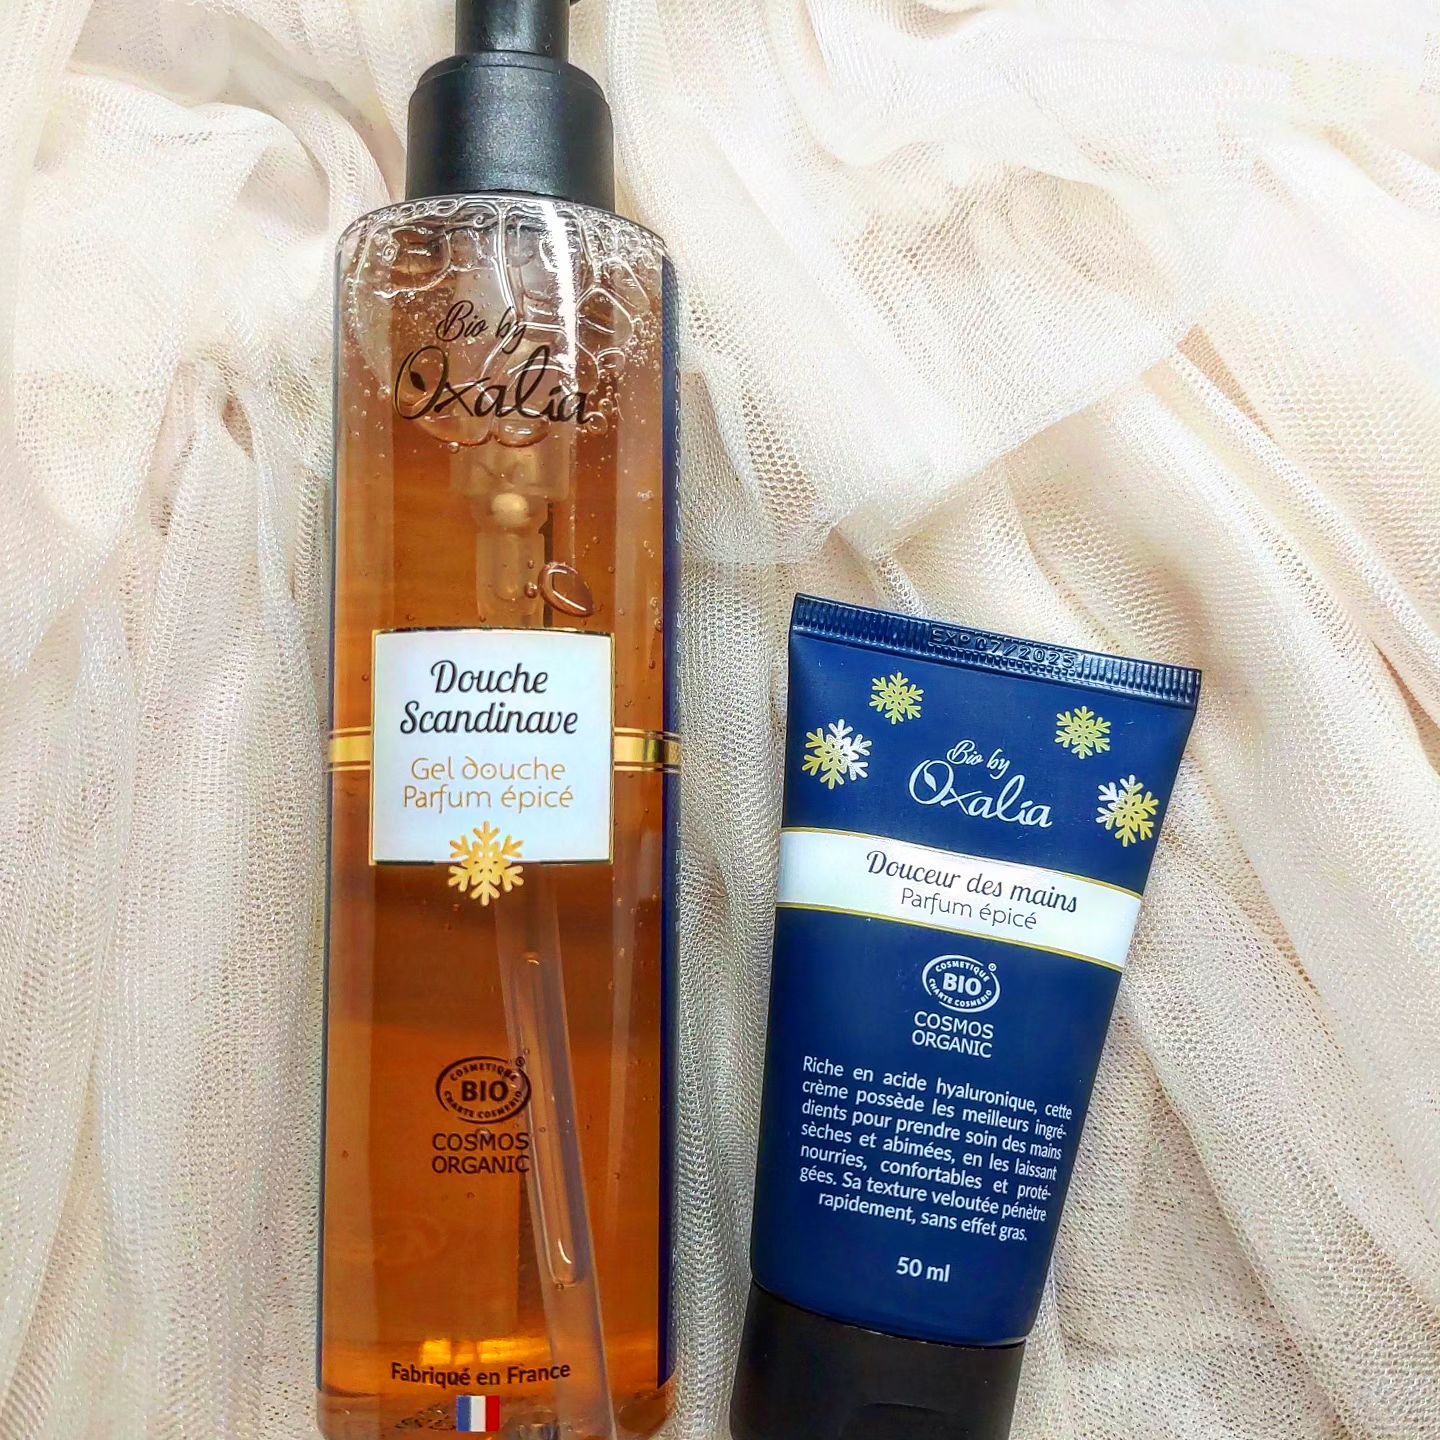 Bio by
Oxalia
Douche
Scandinave
Gel douche
Parfum épicé
COSMETIQUE
BIO
CHARTE COSMEBIO
COSMOS
ORGANIC
Fabriqué en France
EXP 07/2025
Bio by
Oxalia
Douceur des mains
Parfum épicé
COSMETIQUE
®
BIO
CHARTE COSMEBIO
COSMOS
ORGANIC
Riche en acide hyaluronique, cette
crème possède les meilleurs ingré-
dients pour prendre soin des mains
sèches et abimées, en les laissant
nourries, confortables et proté-
gées. Sa texture veloutée pénètre
rapidement, sans effet gras.
50 ml